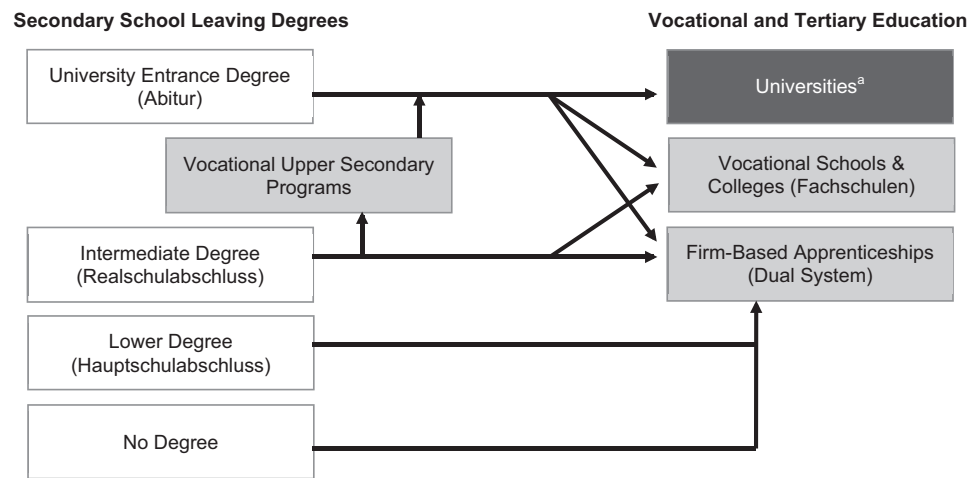 Secondary School Leaving Degrees
Vocational and Tertiary Education
University Entrance Degree
(Abitur)
Universitiesᵃ
Vocational Upper Secondary
Programs
Vocational Schools &
Colleges (Fachschulen)
Intermediate Degree
(Realschulabschluss)
Firm-Based Apprenticeships
(Dual System)
Lower Degree
(Hauptschulabschluss)
No Degree